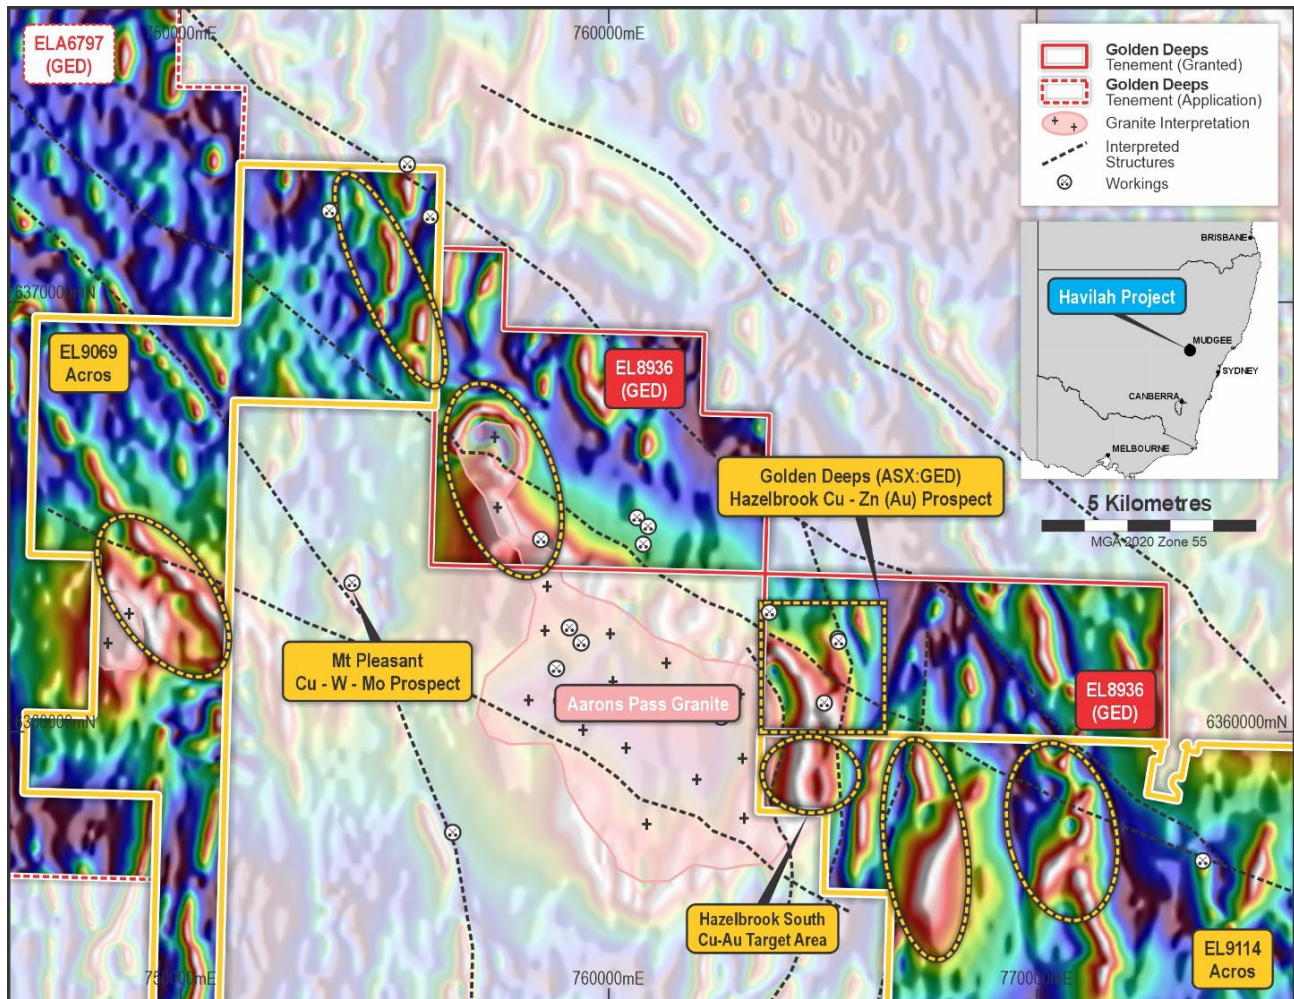 750000mE
760000mE
ELA6797
(GED)
Golden Deeps
Tenement (Granted)
Golden Deeps
Tenement (Application)
Granite Interpretation
Interpreted
Structures
Workings
BRISBANE
Havilah Project
MUDGEE
SYDNEY
CANBERRA
MELBOURNE
6370000mN
EL9069
Acros
EL8936
(GED)
Golden Deeps (ASX:GED)
Hazelbrook Cu - Zn (Au) Prospect
5 Kilometres
MGA 2020 Zone 55
Mt Pleasant
Cu - W - Mo Prospect
Aarons Pass Granite
EL8936
(GED)
6360000mN
6360000mN
Hazelbrook South
Cu-Au Target Area
EL9114
Acros
750000mE
760000mE
770000mE